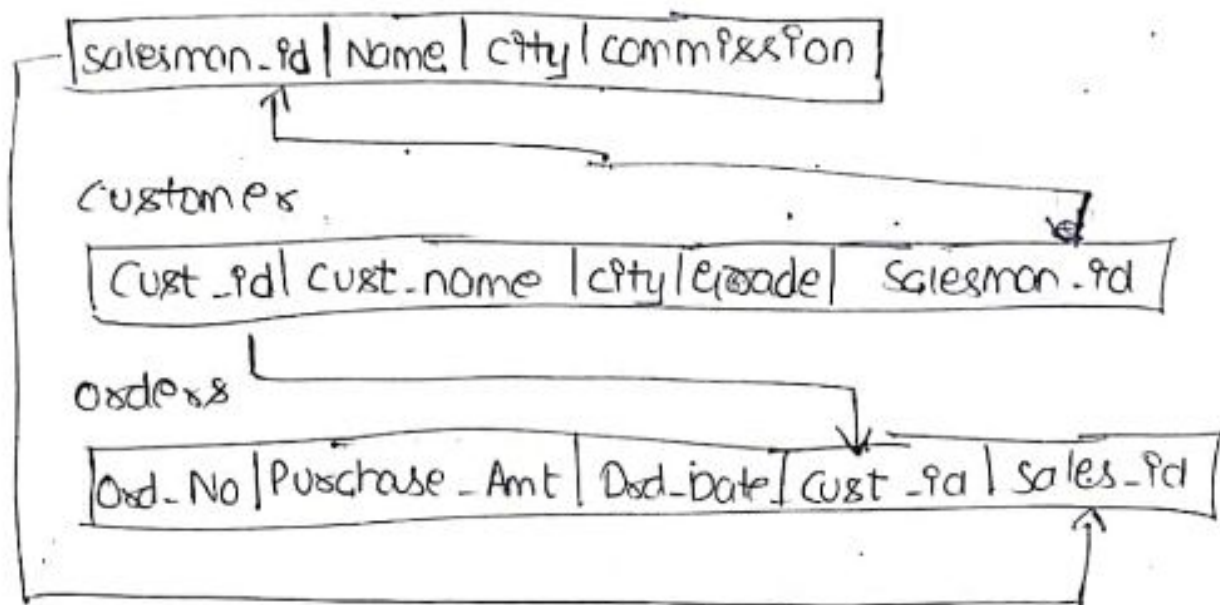 salesman_id | Name | city | commission
customer
Cust_id | cust_name | city | Grade | Salesman_id
orders
Ord_No | Purchase_Amt | Ord_Date | cust_id | sales_id